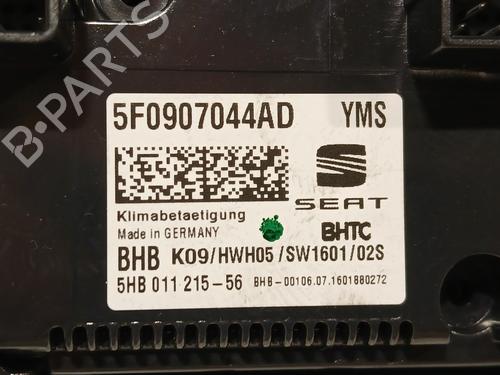 5F0907044AD YMS
SEAT
Klimabetaetigung
Made in GERMANY
BHTC
BHB K09/HWH05/SW1601/02S
5HB 011 215-56 BHB-00106.07.1601880272
B-PARTS